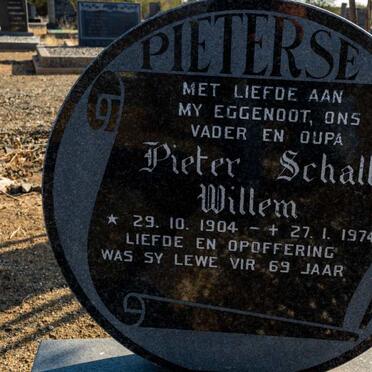 PIETERSE
MET LIEFDE AAN
MY EGGENOOT, ONS
VADER EN OUPA
Pieter Schall
Willem
* 29. 10. 1904 - + 27. 1. 1974
LIEFDE EN OPOFFERING
WAS SY LEWE VIR 69 JAAR